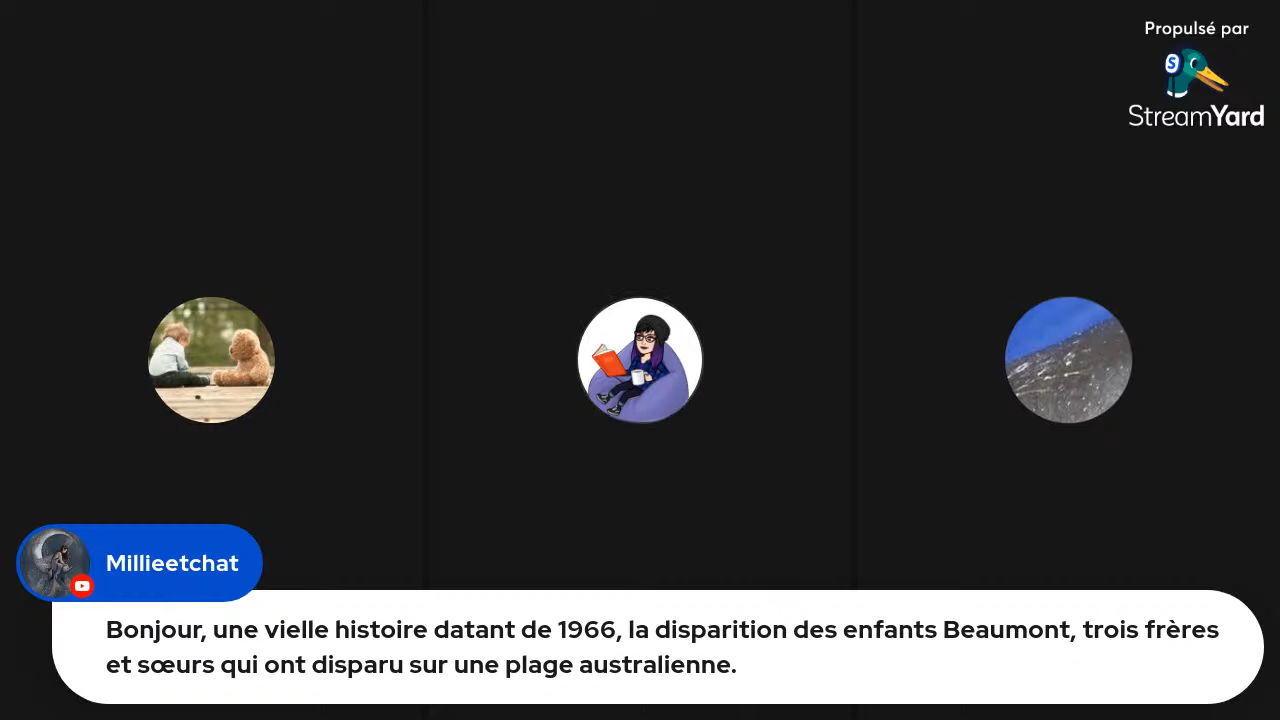 Propulsé par
StreamYard
Millieetchat
Bonjour, une vielle histoire datant de 1966, la disparition des enfants Beaumont, trois frères
et sœurs qui ont disparu sur une plage australienne.